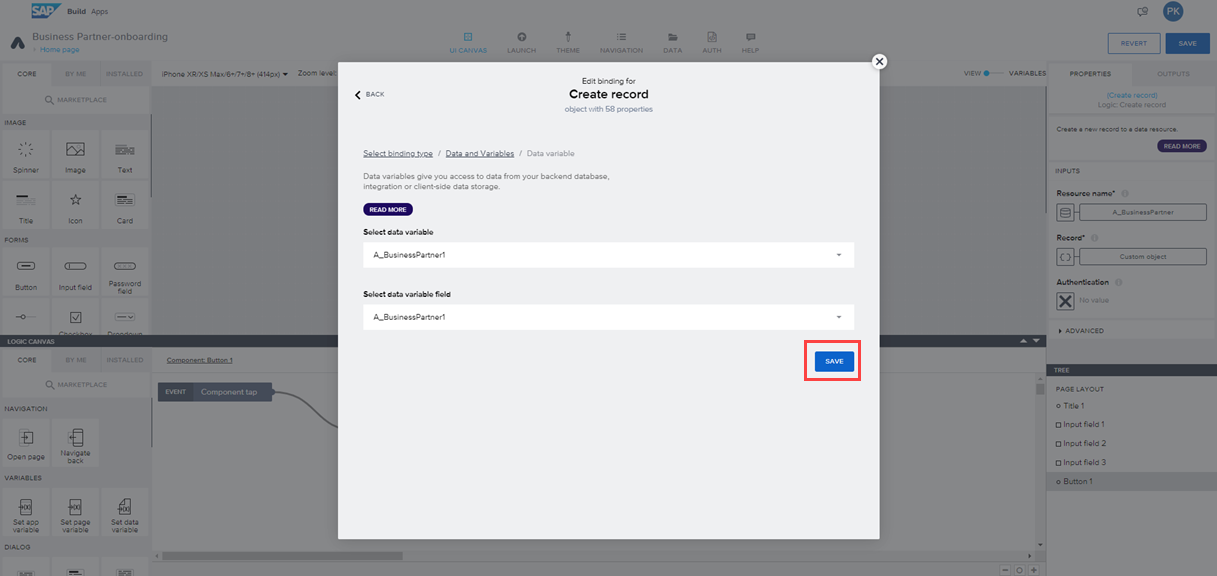 SAP Build Apps
PK
Business Partner-onboarding
< Home page
UI CANVAS
LAUNCH
THEME
NAVIGATION
DATA
AUTH
HELP
REVERT
SAVE
CORE
BY ME
INSTALLED
MARKETPLACE
IMAGE
Spinner
Image
Text
Title
Icon
Card
FORMS
Button
Input field
Password
field
Checkbox
Dropdown
iPhone XR/XS Max/6+/7+/8+ (414px)
Zoom level:
VIEW
VARIABLES
BACK
Edit binding for
Create record
object with 58 properties
Select binding type / Data and Variables / Data variable
Data variables give you access to data from your backend database,
integration or client-side data storage.
READ MORE
Select data variable
A_BusinessPartner1
Select data variable field
A_BusinessPartner1
SAVE
PROPERTIES
OUTPUTS
(Create record)
Logic: Create record
Create a new record to a data resource.
READ MORE
INPUTS
Resource name*
A_BusinessPartner
Record*
Custom object
Authentication
No value
ADVANCED
LOGIC CANVAS
CORE
BY ME
INSTALLED
MARKETPLACE
NAVIGATION
Open page
Navigate
back
VARIABLES
Set app
variable
Set page
variable
Set data
variable
DIALOG
Component: Button 1
EVENT
Component tap
TREE
PAGE LAYOUT
Title 1
Input field 1
Input field 2
Input field 3
Button 1